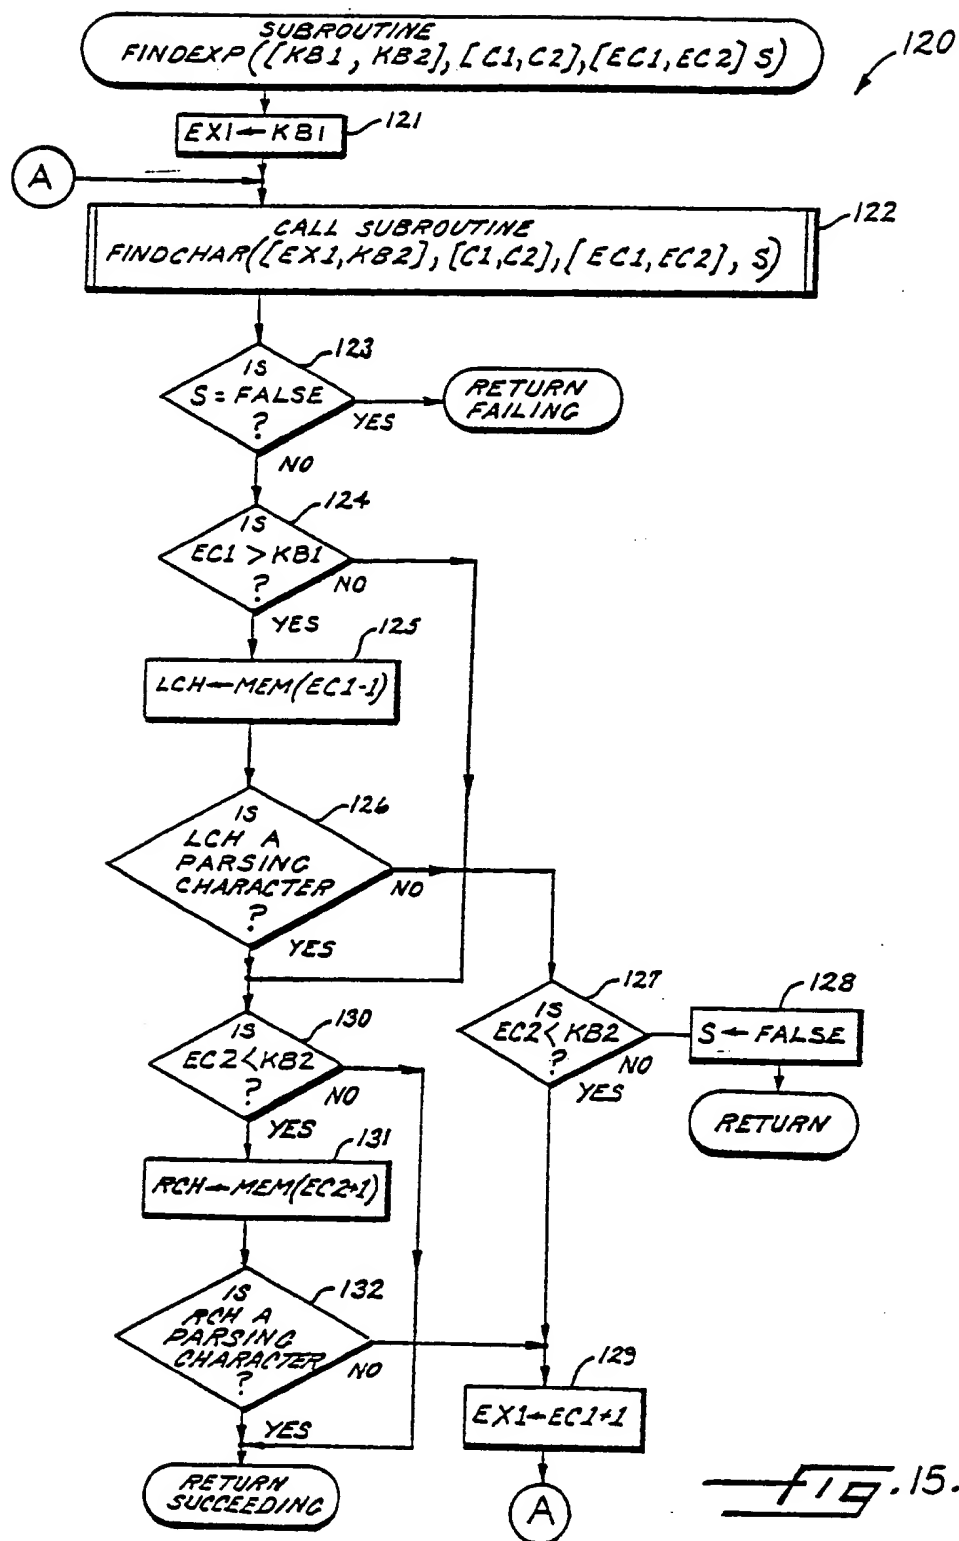 SUBROUTINE
FINDEXP([KB1, KB2],[C1,C2],[EC1,EC2] S)
120
EX1←KB1
121
A
CALL SUBROUTINE
FINDCHAR([EX1,KB2],[C1,C2],[EC1,EC2],S)
122
123
IS
S=FALSE
?
YES
RETURN
FAILING
NO
124
IS
EC1 > KB1
?
NO
YES
125
LCH←MEM(EC1-1)
126
IS
LCH A
PARSING
CHARACTER
?
NO
YES
127
IS
EC2<KB2
?
NO
YES
128
S←FALSE
RETURN
130
IS
EC2<KB2
?
NO
YES
131
RCH←MEM(EC2+1)
132
IS
RCH A
PARSING
CHARACTER
?
NO
YES
129
EX1←EC1+1
RETURN
SUCCEEDING
A
Fig. 15.